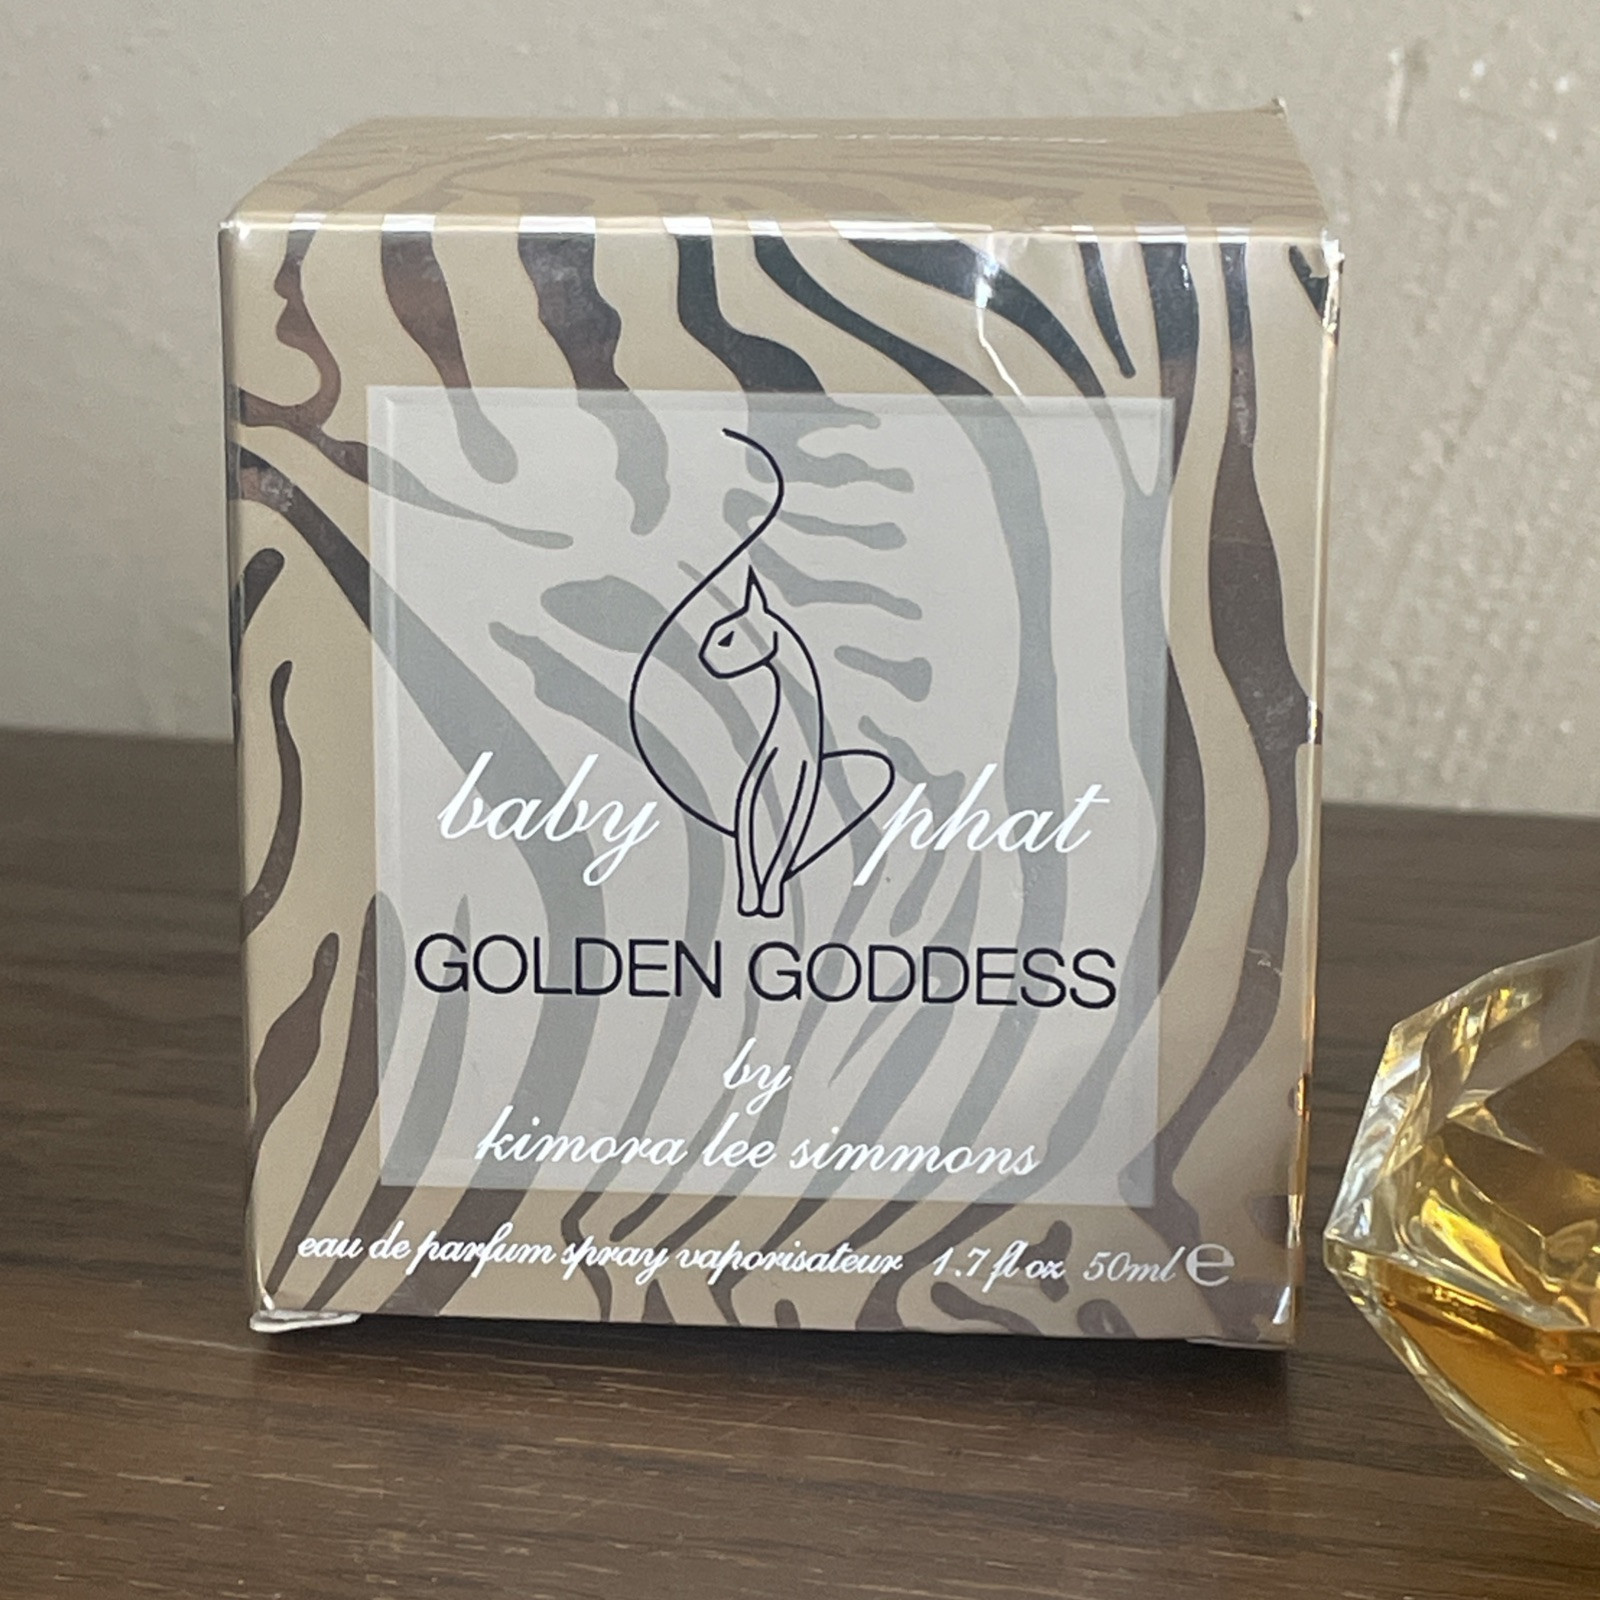 baby phat
GOLDEN GODDESS
by
kimora lee simmons
eau de parfum spray vaporisateur 1.7 fl oz 50ml ℮